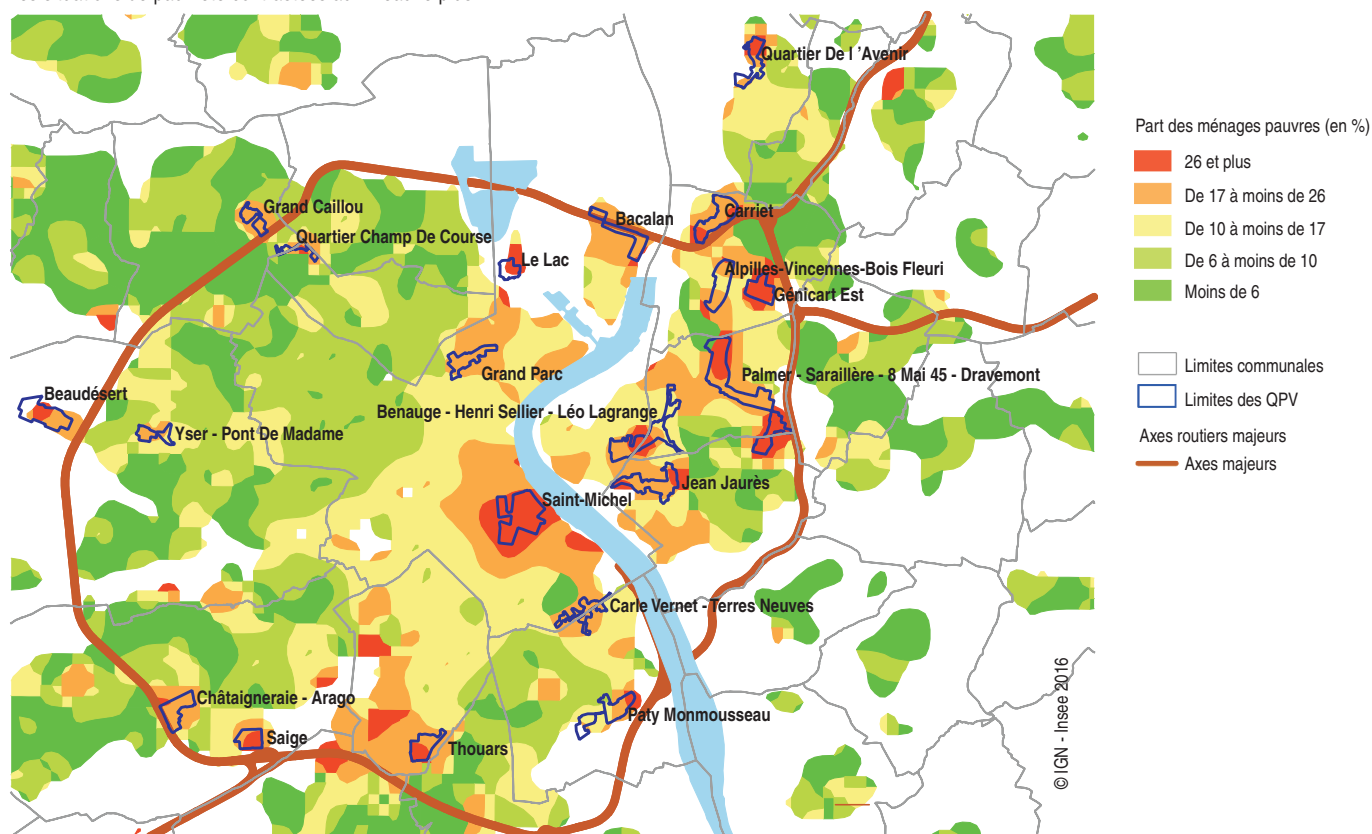 Quartier De l 'Avenir
Grand Caillou
Bacalan
Carriet
Quartier Champ De Course
Le Lac
Alpilles-Vincennes-Bois Fleuri
Génicart Est
Grand Parc
Palmer - Saraillère - 8 Mai 45 - Dravemont
Beaudésert
Benauge - Henri Sellier - Léo Lagrange
Yser - Pont De Madame
Jean Jaurès
Saint-Michel
Carle Vernet - Terres Neuves
Châtaigneraie - Arago
Paty Monmousseau
Saige
Thouars
© IGN - Insee 2016
Part des ménages pauvres (en %)
26 et plus
De 17 à moins de 26
De 10 à moins de 17
De 6 à moins de 10
Moins de 6
Limites communales
Limites des QPV
Axes routiers majeurs
Axes majeurs